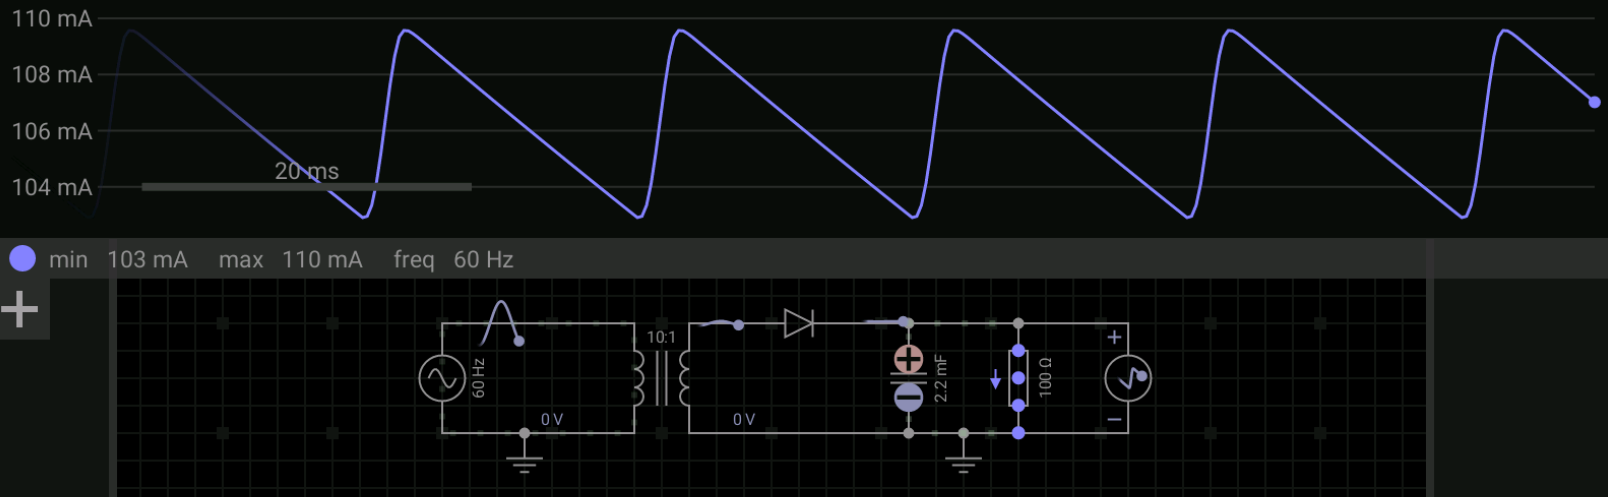 110 mA
108 mA
106 mA
104 mA
20 ms
min 103 mA max 110 mA freq 60 Hz
+
10:1
60 Hz
0 V
0 V
2.2 mF
100 Ω
+
−